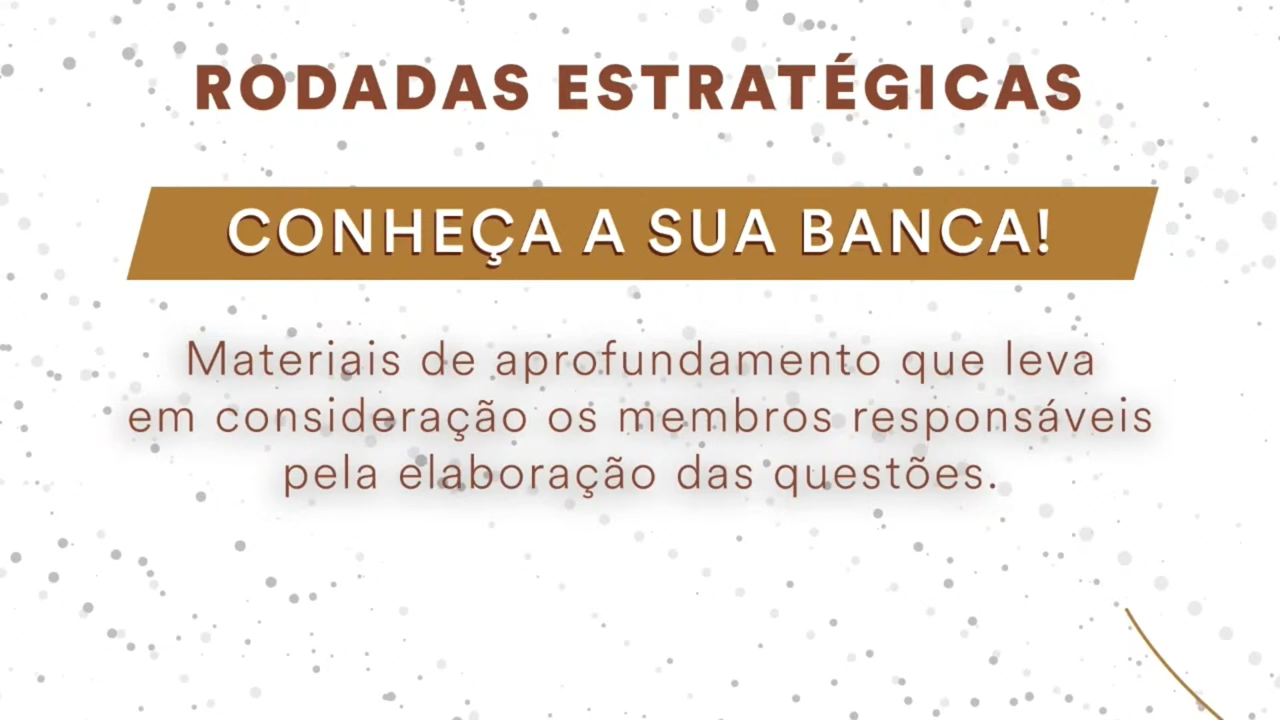 RODADAS ESTRATÉGICAS
CONHEÇA A SUA BANCA!
Materiais de aprofundamento que leva
em consideração os membros responsáveis
pela elaboração das questões.